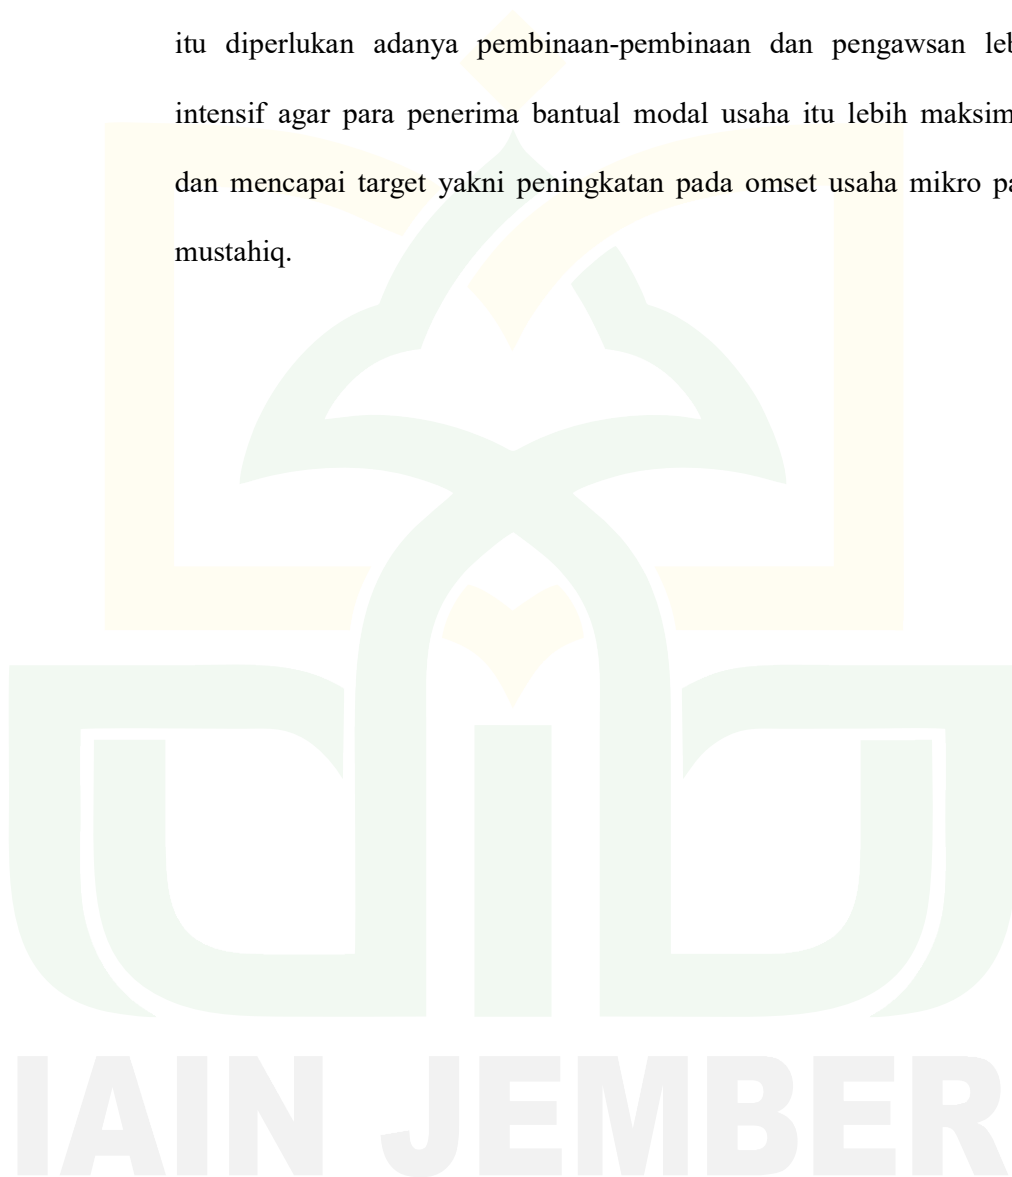 itu diperlukan adanya pembinaan-pembinaan dan pengawsan leb
intensif agar para penerima bantual modal usaha itu lebih maksim
dan mencapai target yakni peningkatan pada omset usaha mikro pa
mustahiq.
IAIN JEMBER